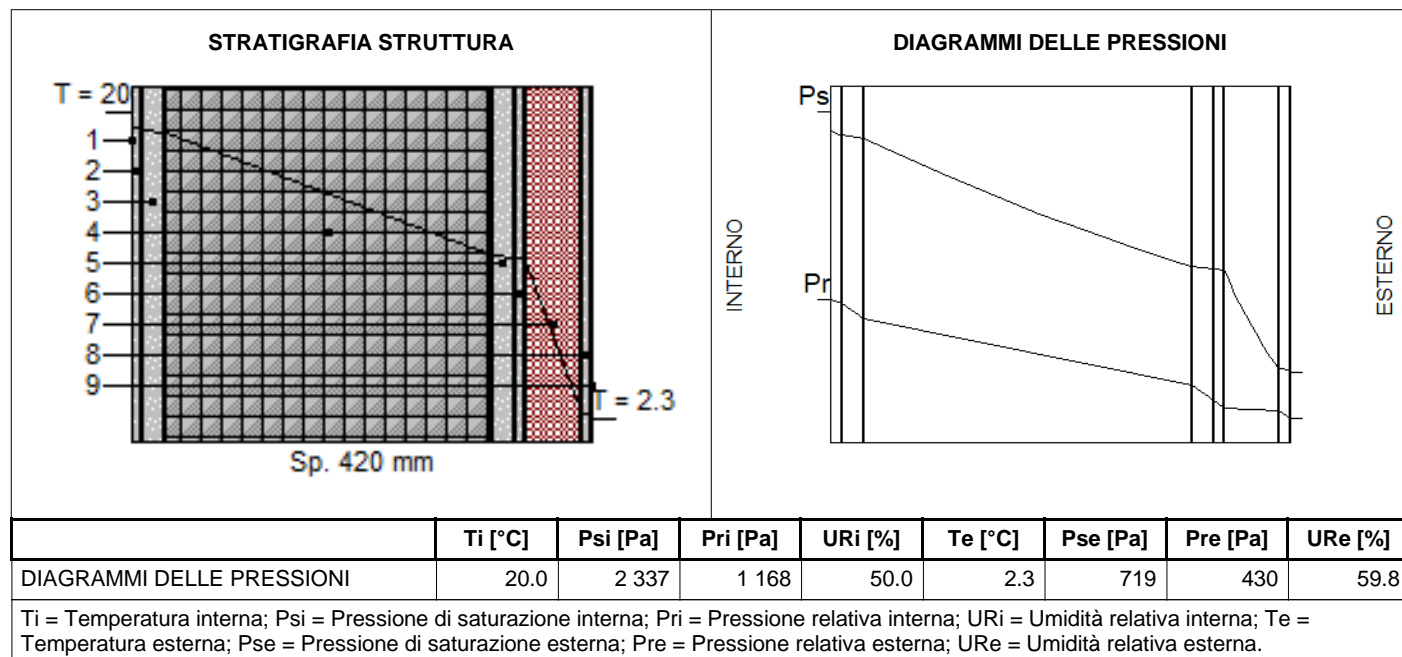 STRATIGRAFIA STRUTTURA
T = 20
1
2
3
4
5
6
7
8
9
T = 2.3
Sp. 420 mm
DIAGRAMMI DELLE PRESSIONI
Ps
Pr
INTERNO
ESTERNO
Ti [°C] Psi [Pa] Pri [Pa] URi [%] Te [°C] Pse [Pa] Pre [Pa] URe [%]
DIAGRAMMI DELLE PRESSIONI 20.0 2 337 1 168 50.0 2.3 719 430 59.8
Ti = Temperatura interna; Psi = Pressione di saturazione interna; Pri = Pressione relativa interna; URi = Umidità relativa interna; Te =
Temperatura esterna; Pse = Pressione di saturazione esterna; Pre = Pressione relativa esterna; URe = Umidità relativa esterna.